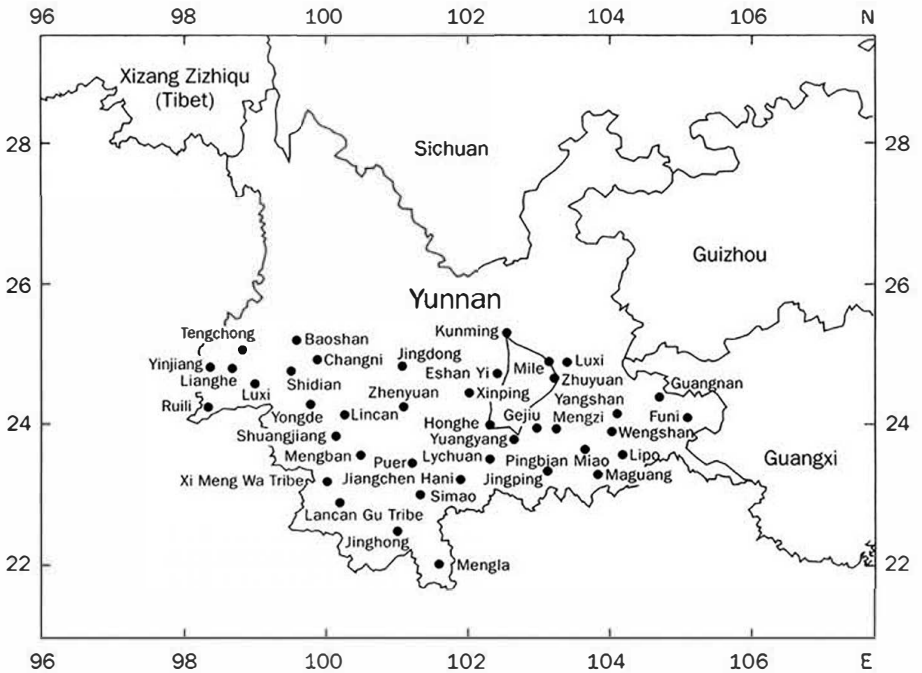 96 98 100 102 104 106 N
Xizang Zizhiqu
(Tibet)
28 28
Sichuan
Guizhou
26 26
Yunnan
Tengchong
Kunming
Baoshan
Changni
Jingdong
Yinjiang
Mile
Luxi
Eshan Yi
Lianghe
Shidian
Zhuyuan
Guangnan
Luxi
Zhenyuan
Xinping
Yangshan
Ruili
Yongde
Lincan
Gejiu
Mengzi
Funi
24 24
Honghe
Shuangjiang
Yuangyang
Wengshan
Mengban
Puer
Lychuan
Pingbian Miao
Lipo
Guangxi
Xi Meng Wa Tribe
Jiangchen Hani
Jingping
Maguang
Simao
Lancan Gu Tribe
Jinghong
22 22
Mengla
96 98 100 102 104 106 E